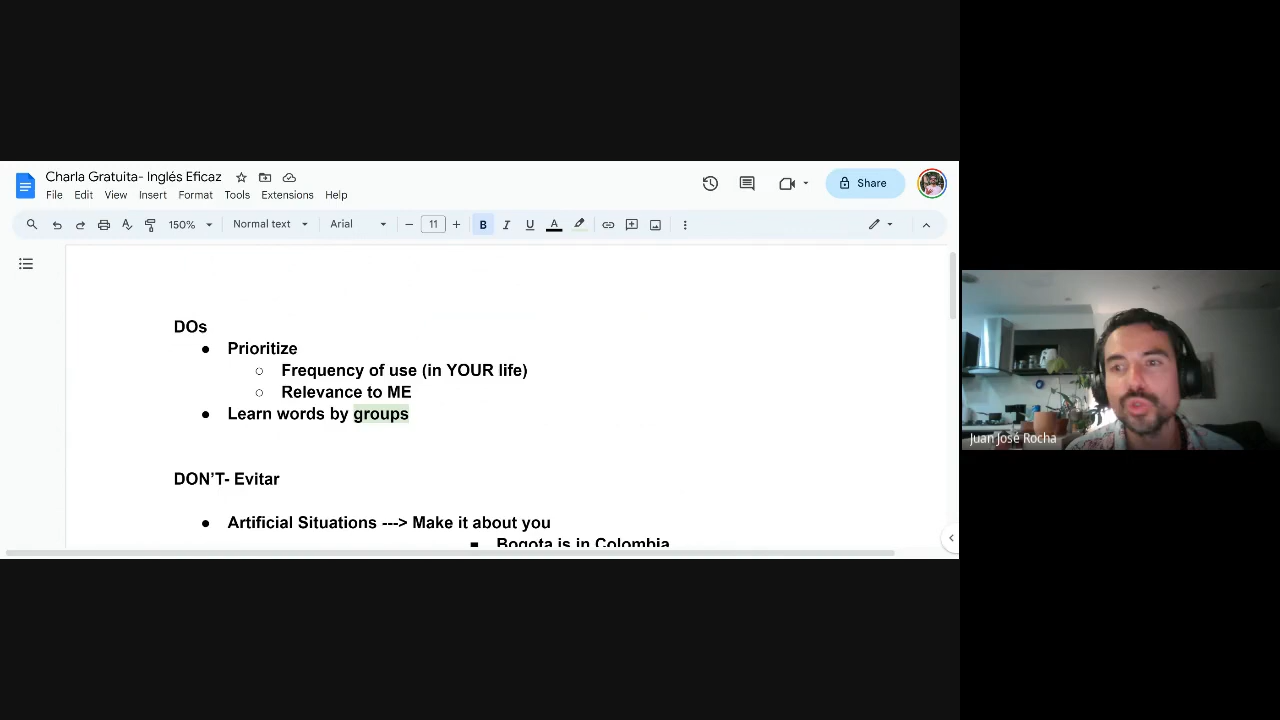 Charla Gratuita- Inglés Eficaz
File Edit View Insert Format Tools Extensions Help
Share
150% Normal text Arial 11 B I U A
DOs
Prioritize
Frequency of use (in YOUR life)
Relevance to ME
Learn words by groups
DON'T- Evitar
Artificial Situations ---> Make it about you
Bogota is in Colombia
Juan José Rocha